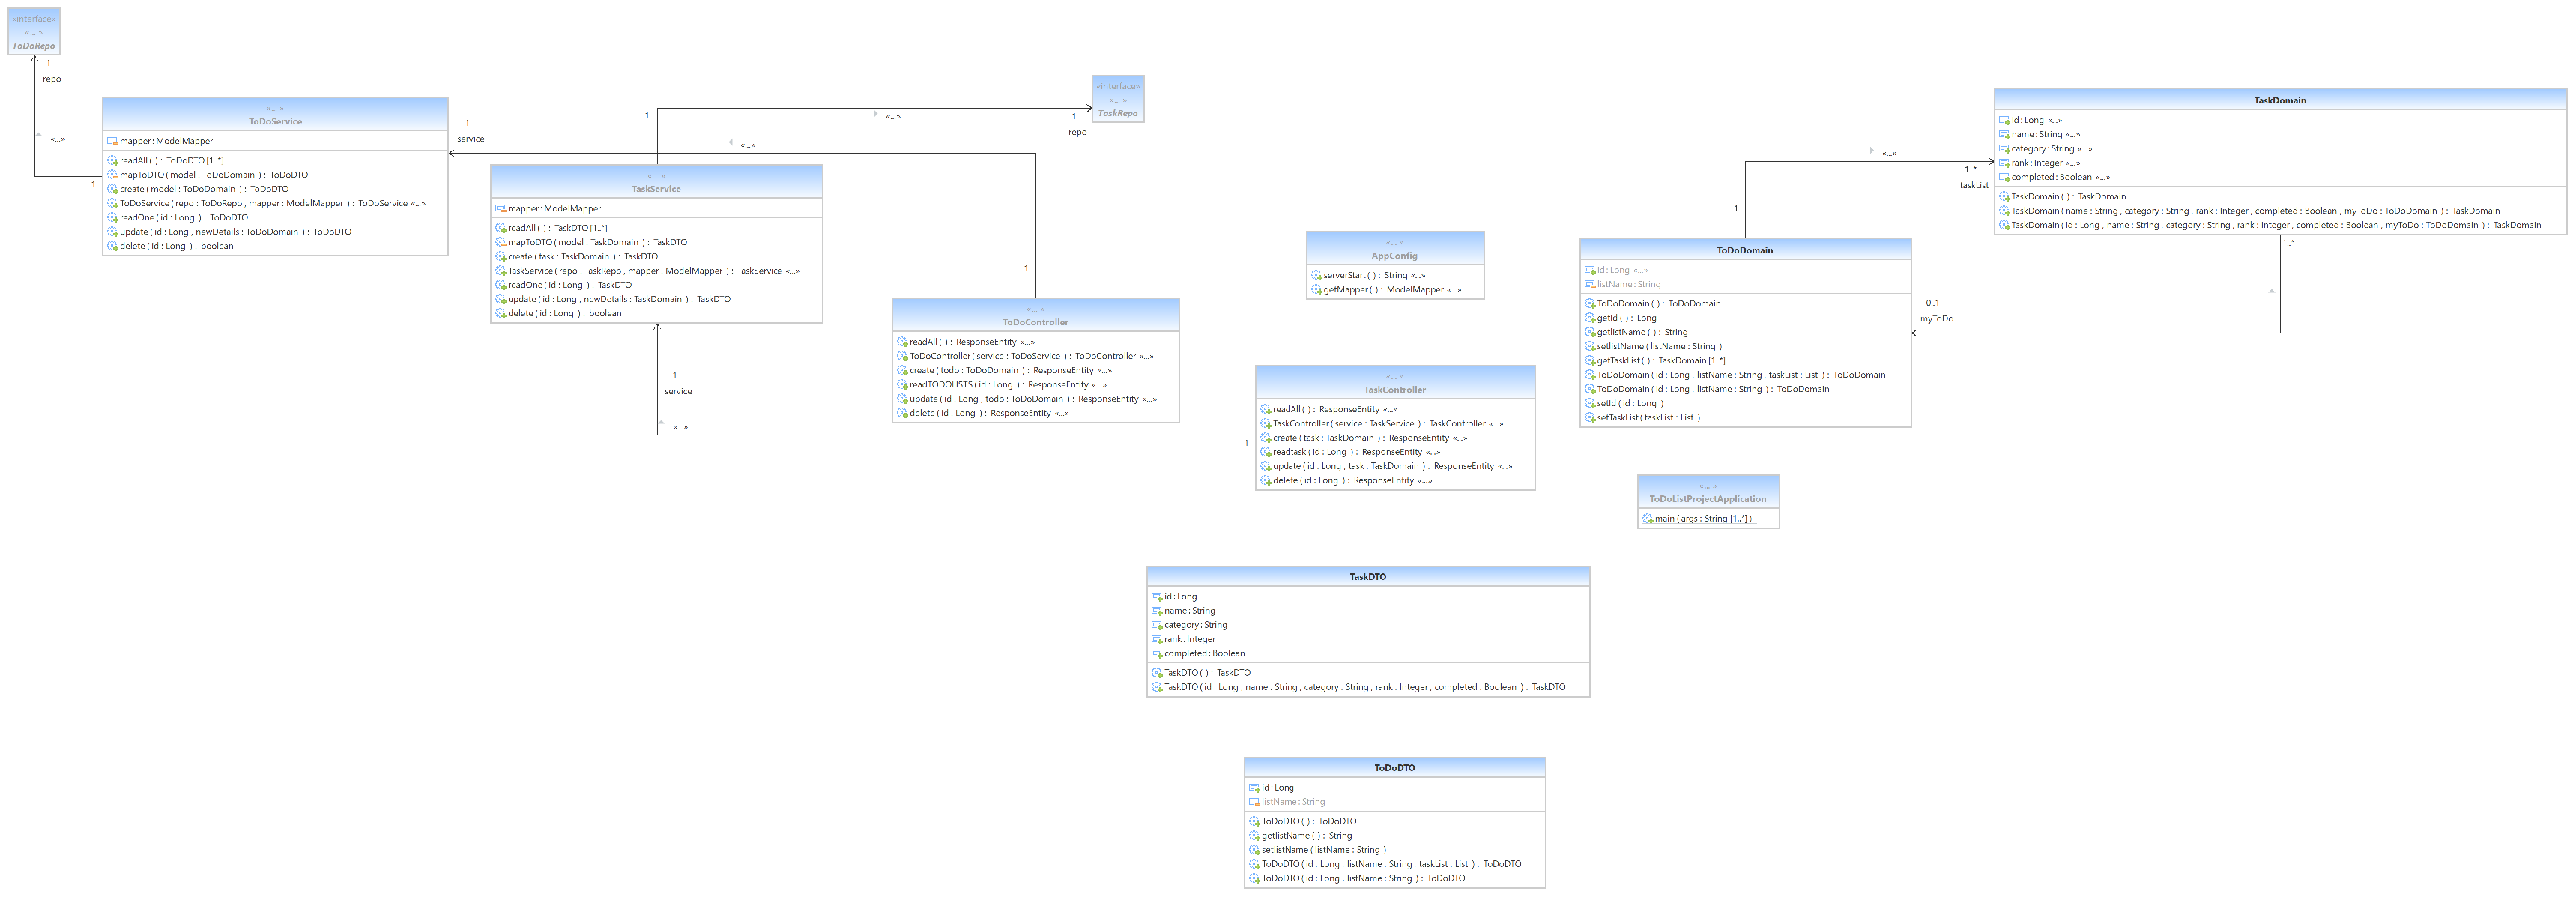 «interface»
«... »
ToDoRepo
1
repo
«...»
1
«... »
ToDoService
mapper : ModelMapper
readAll ( ) : ToDoDTO [1..*]
mapToDTO ( model : ToDoDomain ) : ToDoDTO
create ( model : ToDoDomain ) : ToDoDTO
ToDoService ( repo : ToDoRepo , mapper : ModelMapper ) : ToDoService «...»
readOne ( id : Long ) : ToDoDTO
update ( id : Long , newDetails : ToDoDomain ) : ToDoDTO
delete ( id : Long ) : boolean
1
service
«...»
1
1
«...»
1
repo
«interface»
«... »
TaskRepo
«... »
TaskService
mapper : ModelMapper
readAll ( ) : TaskDTO [1..*]
mapToDTO ( model : TaskDomain ) : TaskDTO
create ( task : TaskDomain ) : TaskDTO
TaskService ( repo : TaskRepo , mapper : ModelMapper ) : TaskService «...»
readOne ( id : Long ) : TaskDTO
update ( id : Long , newDetails : TaskDomain ) : TaskDTO
delete ( id : Long ) : boolean
1
service
«...»
1
«... »
ToDoController
readAll ( ) : ResponseEntity «...»
ToDoController ( service : ToDoService ) : ToDoController «...»
create ( todo : ToDoDomain ) : ResponseEntity «...»
readTODOLISTS ( id : Long ) : ResponseEntity «...»
update ( id : Long , todo : ToDoDomain ) : ResponseEntity «...»
delete ( id : Long ) : ResponseEntity «...»
«... »
AppConfig
serverStart ( ) : String «...»
getMapper ( ) : ModelMapper «...»
«... »
TaskController
readAll ( ) : ResponseEntity «...»
TaskController ( service : TaskService ) : TaskController «...»
create ( task : TaskDomain ) : ResponseEntity «...»
readtask ( id : Long ) : ResponseEntity «...»
update ( id : Long , task : TaskDomain ) : ResponseEntity «...»
delete ( id : Long ) : ResponseEntity «...»
TaskDomain
id : Long «...»
name : String «...»
category : String «...»
rank : Integer «...»
completed : Boolean «...»
TaskDomain ( ) : TaskDomain
TaskDomain ( name : String , category : String , rank : Integer , completed : Boolean , myToDo : ToDoDomain ) : TaskDomain
TaskDomain ( id : Long , name : String , category : String , rank : Integer , completed : Boolean , myToDo : ToDoDomain ) : TaskDomain
«...»
1..*
taskList
1
1..*
0..1
myToDo
ToDoDomain
id : Long «...»
listName : String
ToDoDomain ( ) : ToDoDomain
getId ( ) : Long
getlistName ( ) : String
setlistName ( listName : String )
getTaskList ( ) : TaskDomain [1..*]
ToDoDomain ( id : Long , listName : String , taskList : List ) : ToDoDomain
ToDoDomain ( id : Long , listName : String ) : ToDoDomain
setId ( id : Long )
setTaskList ( taskList : List )
«... »
ToDoListProjectApplication
main ( args : String [1..*] )
TaskDTO
id : Long
name : String
category : String
rank : Integer
completed : Boolean
TaskDTO ( ) : TaskDTO
TaskDTO ( id : Long , name : String , category : String , rank : Integer , completed : Boolean ) : TaskDTO
ToDoDTO
id : Long
listName : String
ToDoDTO ( ) : ToDoDTO
getlistName ( ) : String
setlistName ( listName : String )
ToDoDTO ( id : Long , listName : String , taskList : List ) : ToDoDTO
ToDoDTO ( id : Long , listName : String ) : ToDoDTO